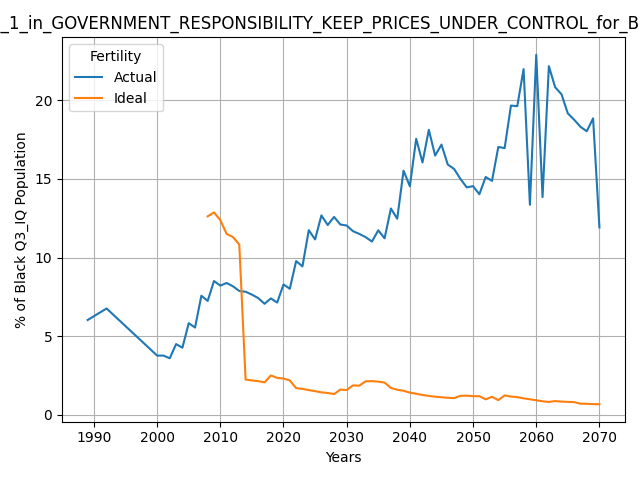 _1_in_GOVERNMENT_RESPONSIBILITY_KEEP_PRICES_UNDER_CONTROL_for_B
Fertility
Actual
Ideal
% of Black Q3_IQ Population
20
15
10
5
0
1990 2000 2010 2020 2030 2040 2050 2060 2070
Years